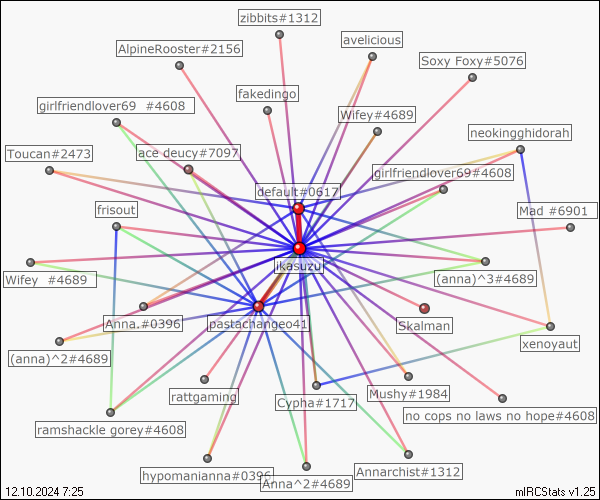 zibbits#1312
avelicious
AlpineRooster#2156
Soxy Foxy#5076
fakedingo
girlfriendlover69  #4608
Wifey#4689
neokingghidorah
Toucan#2473
ace deucy#7097
girlfriendlover69#4608
default#0617
frisout
Mad #6901
ikasuzu
Wifey  #4689
(anna)^3#4689
Anna.#0396
pastachangeo41
Skalman
xenoyaut
(anna)^2#4689
rattgaming
Cypha#1717
Mushy#1984
no cops no laws no hope#4608
ramshackle gorey#4608
hypomanianna#0396
Anna^2#4689
Annarchist#1312
12.10.2024 7:25
mIRCStats v1.25